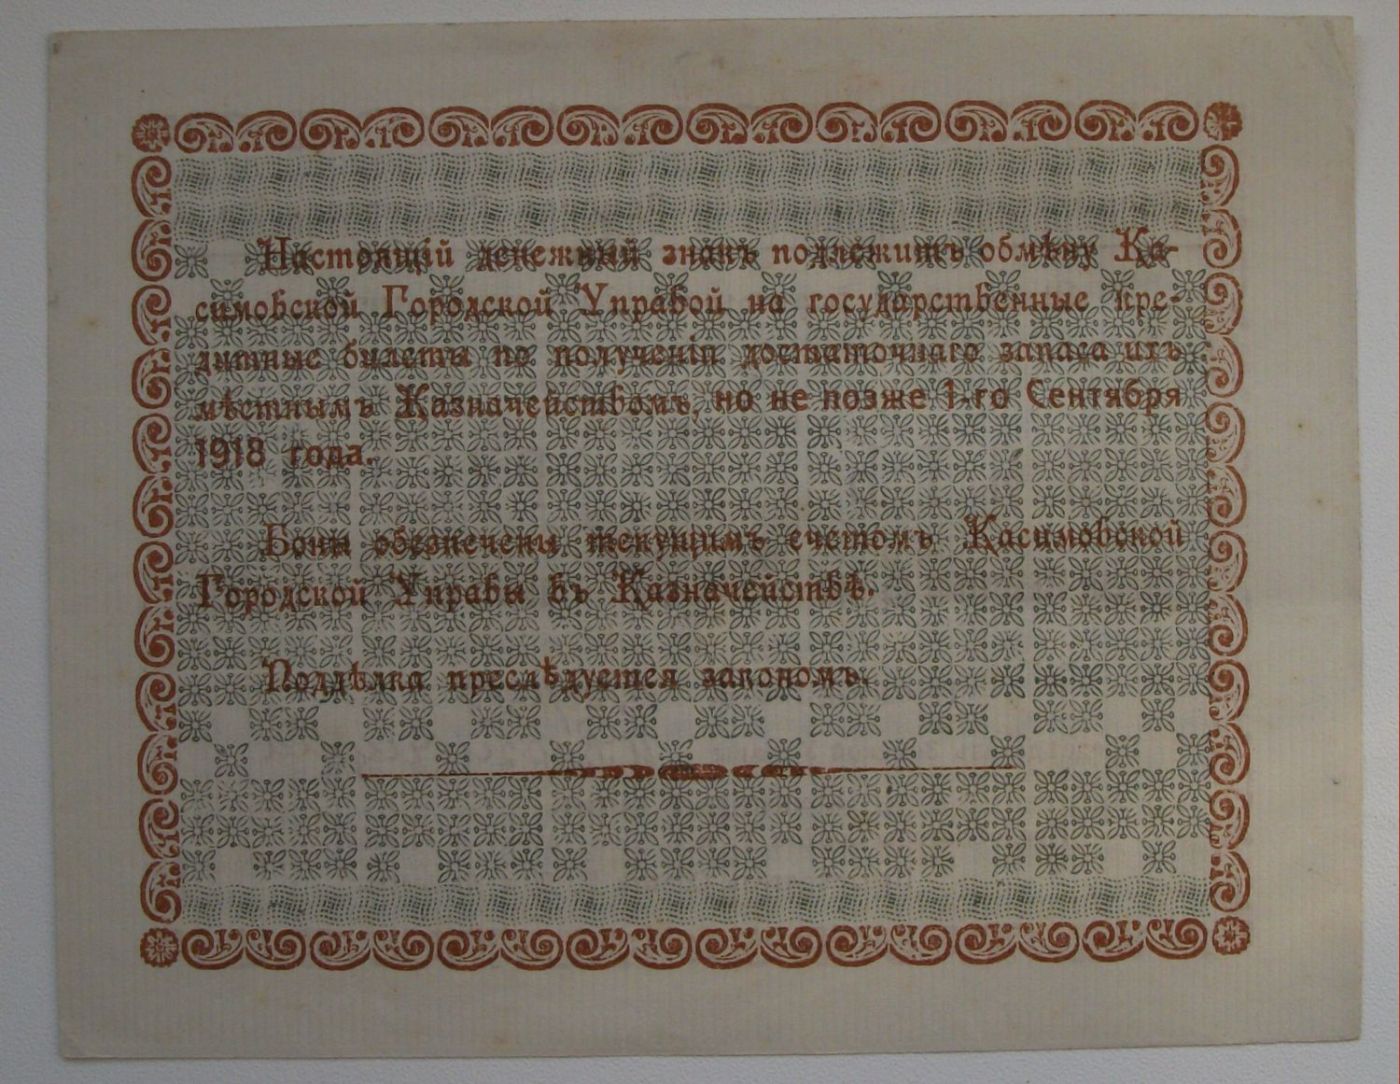 Настоящій денежный знакъ подлежитъ обмѣну Ка-
симовской Городской Управой на государственные кре-
дитные билеты по полученіи достаточнаго запаса ихъ
мѣстнымъ Казначействомъ, но не позже 1-го Сентября
1918 года.
Боны обезпечены текущимъ счетомъ Касимовской
Городской Управы въ Казначействѣ.
Поддѣлка преслѣдуется закономъ.